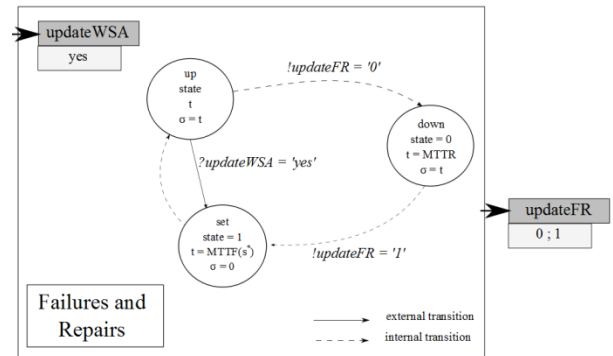 updateWSA
yes
up
state
t
σ = t
!updateFR = '0'
down
state = 0
t = MTTR
σ = t
?updateWSA = 'yes'
set
state = 1
t = MTTF(s*)
σ = 0
!updateFR = '1'
updateFR
0 ; 1
Failures and
Repairs
external transition
internal transition